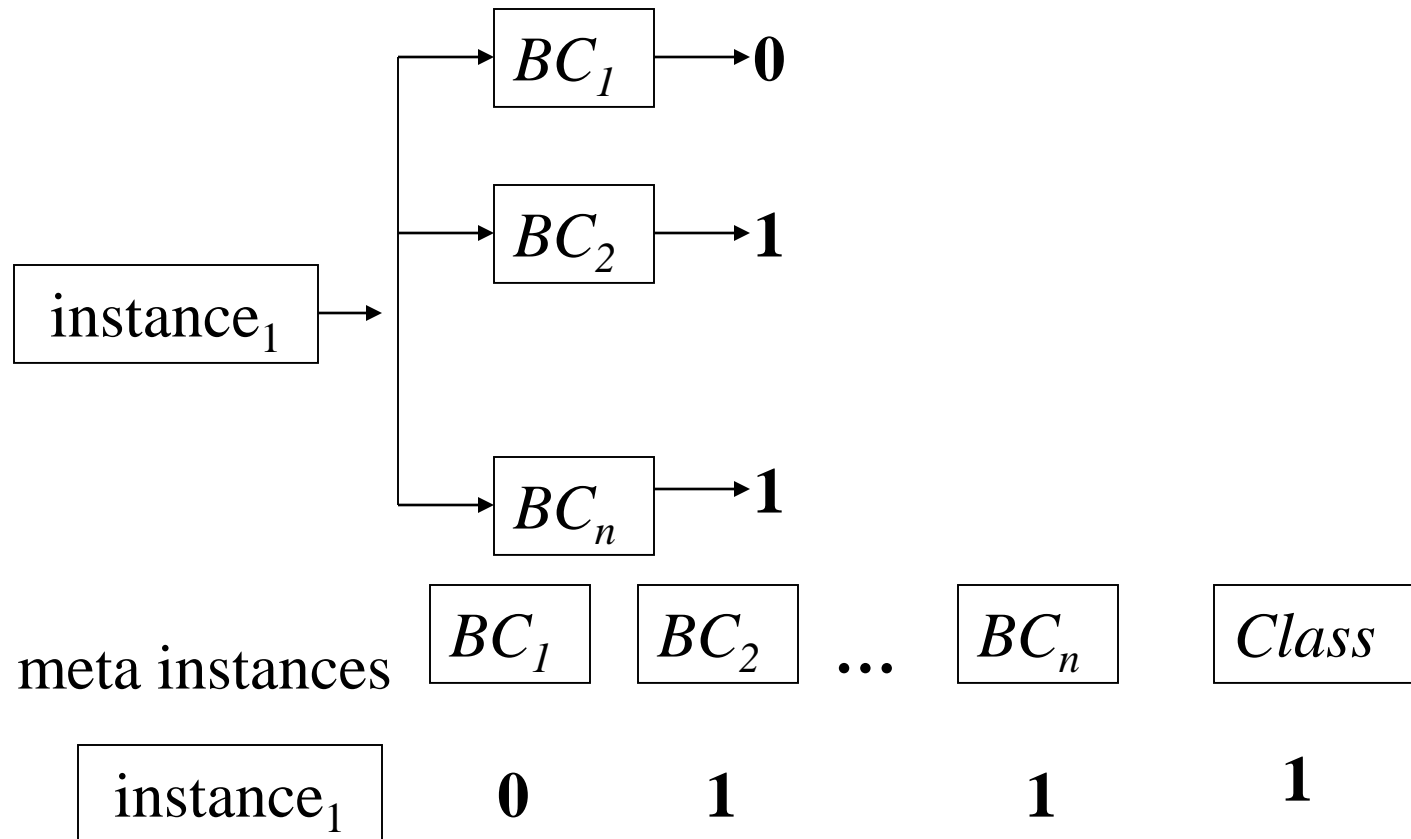 BC₁ 0
BC₂ 1
instance₁
BCₙ 1
meta instances BC₁ BC₂ ... BCₙ Class
instance₁ 0 1 1 1